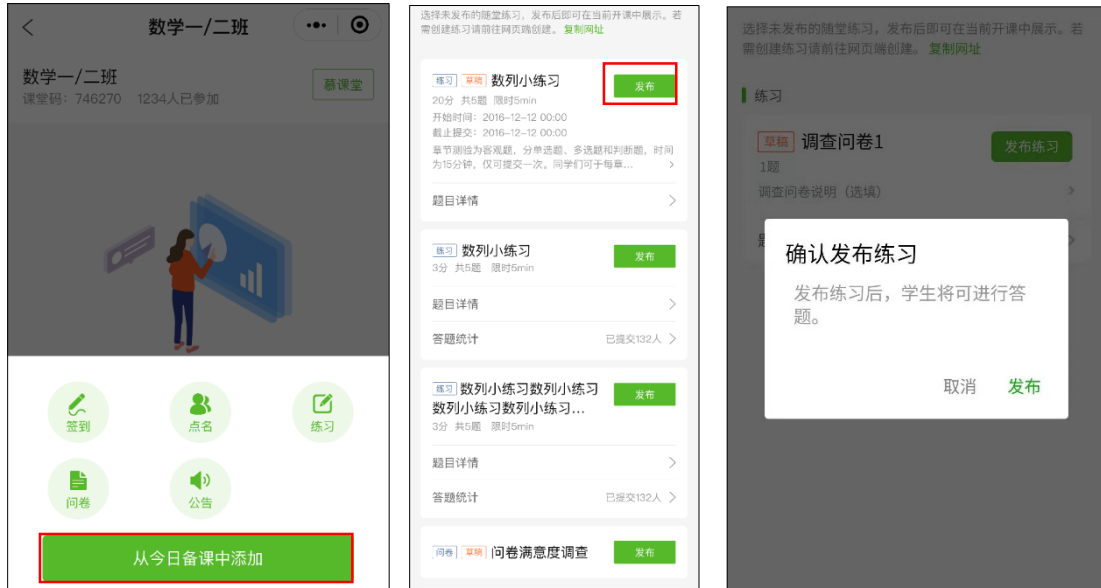 数学一/二班
数学一/二班
课堂码：746270 1234人已参加
慕课堂
签到
点名
练习
问卷
公告
从今日备课中添加
选择未发布的随堂练习，发布后即可在当前开课中展示。若
需创建练习请前往网页端创建。 复制网址
练习 草稿 数列小练习
发布
20分 共5题 限时5min
开始时间：2016-12-12 00:00
截止提交：2016-12-12 00:00
章节测验为客观题，分单选题、多选题和判断题，时间
为15分钟，仅可提交一次。同学们可于每章...
题目详情
练习 数列小练习
发布
3分 共5题 限时5min
题目详情
答题统计 已提交132人
练习 数列小练习数列小练习
数列小练习数列小练习...
发布
3分 共5题 限时5min
题目详情
答题统计 已提交132人
问卷 草稿 问卷满意度调查
发布
选择未发布的随堂练习，发布后即可在当前开课中展示。若
需创建练习请前往网页端创建。 复制网址
练习
草稿 调查问卷1
发布练习
1题
调查问卷说明（选填）
确认发布练习
发布练习后，学生将可进行答
题。
取消 发布